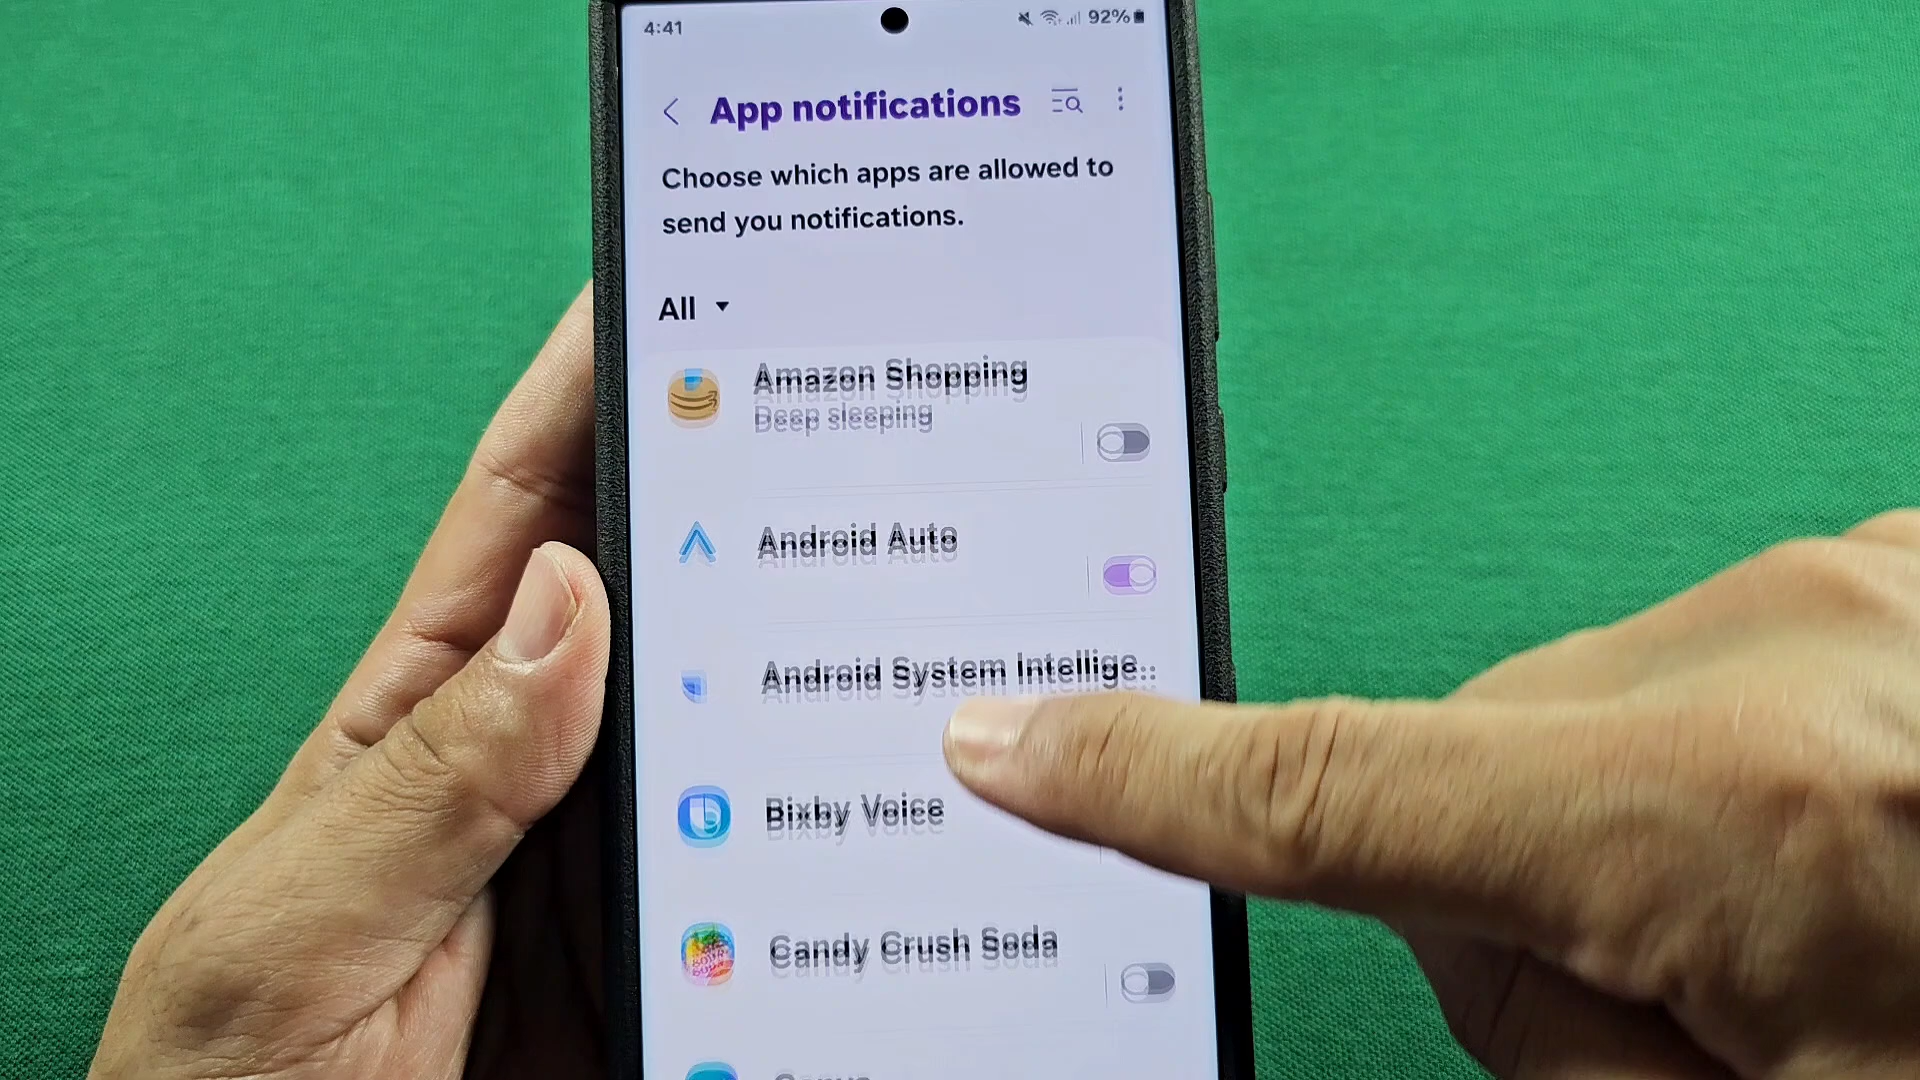 4:41
92%
App notifications
Choose which apps are allowed to
send you notifications.
All
Amazon Shopping
Deep sleeping
Android Auto
Android System Intellige...
Bixby Voice
Candy Crush Soda